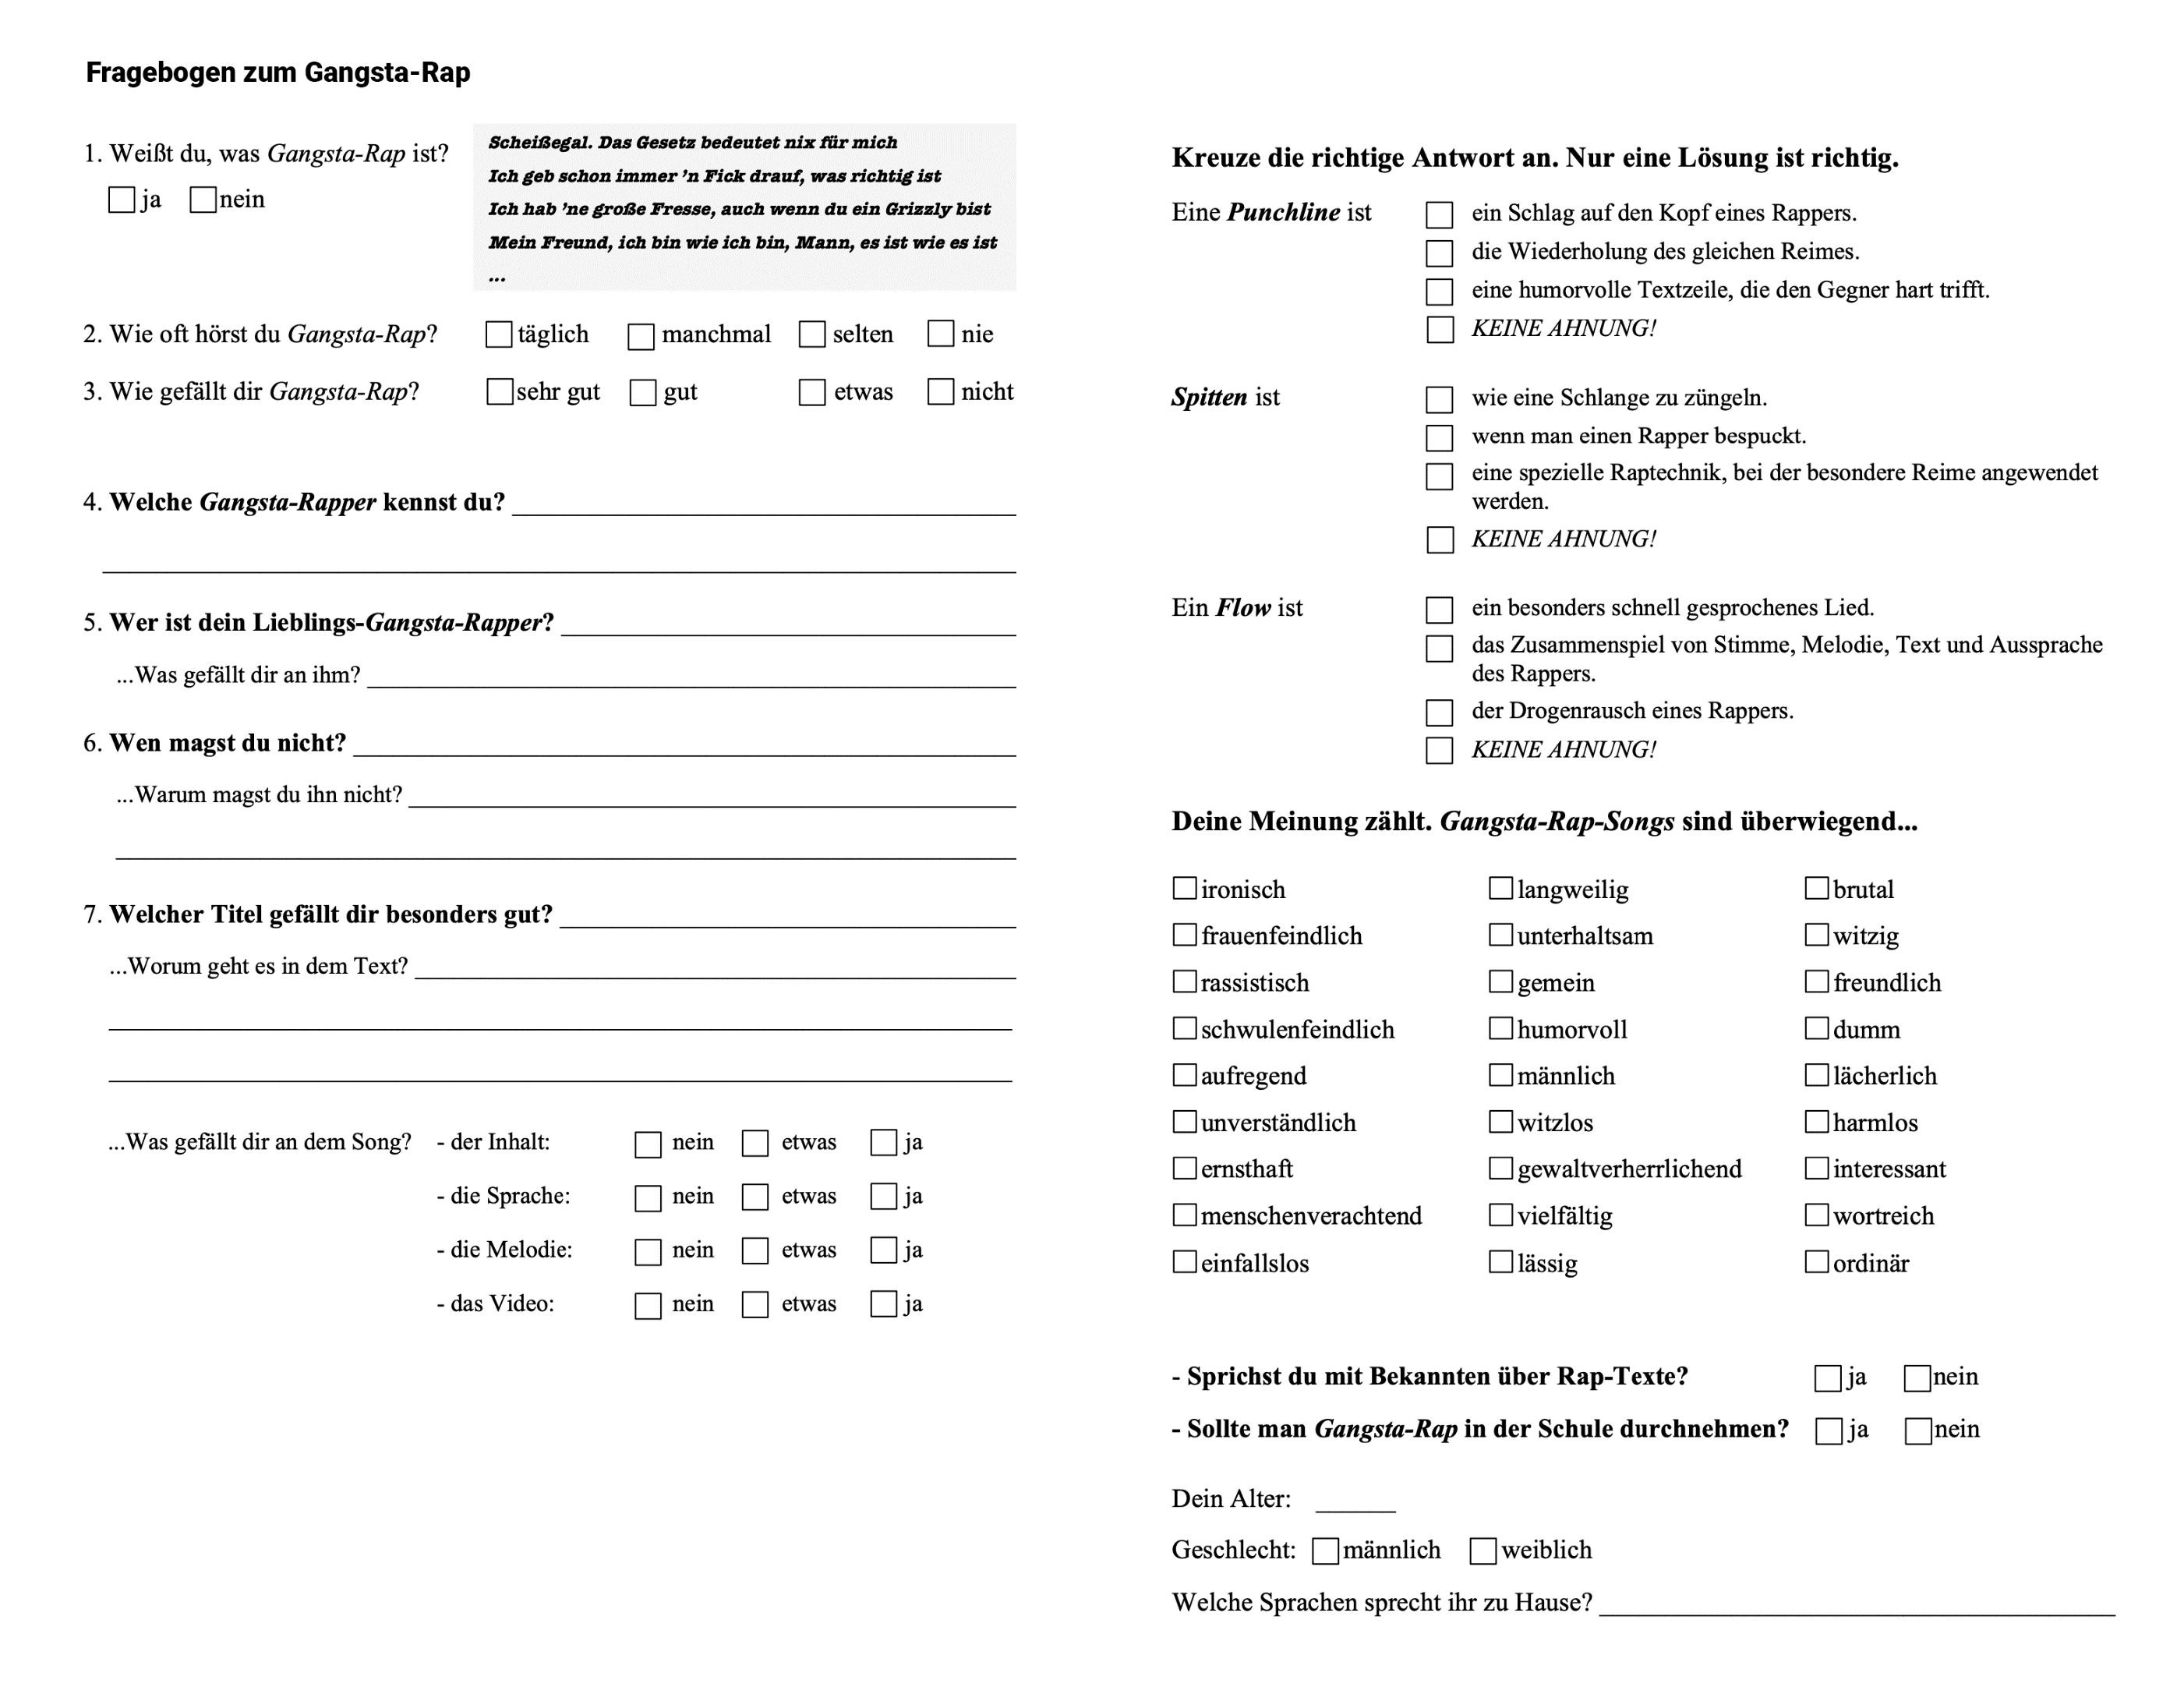 Fragebogen zum Gangsta-Rap
1. Weißt du, was Gangsta-Rap ist?
ja nein
Scheißegal. Das Gesetz bedeutet nix für mich
Ich geb schon immer ’n Fick drauf, was richtig ist
Ich hab ’ne große Fresse, auch wenn du ein Grizzly bist
Mein Freund, ich bin wie ich bin, Mann, es ist wie es ist
...
2. Wie oft hörst du Gangsta-Rap? täglich manchmal selten nie
3. Wie gefällt dir Gangsta-Rap? sehr gut gut etwas nicht
4. Welche Gangsta-Rapper kennst du?
5. Wer ist dein Lieblings-Gangsta-Rapper?
...Was gefällt dir an ihm?
6. Wen magst du nicht?
...Warum magst du ihn nicht?
7. Welcher Titel gefällt dir besonders gut?
...Worum geht es in dem Text?
...Was gefällt dir an dem Song? - der Inhalt: nein etwas ja
- die Sprache: nein etwas ja
- die Melodie: nein etwas ja
- das Video: nein etwas ja
Kreuze die richtige Antwort an. Nur eine Lösung ist richtig.
Eine Punchline ist ein Schlag auf den Kopf eines Rappers.
die Wiederholung des gleichen Reimes.
eine humorvolle Textzeile, die den Gegner hart trifft.
KEINE AHNUNG!
Spitten ist wie eine Schlange zu züngeln.
wenn man einen Rapper bespuckt.
eine spezielle Raptechnik, bei der besondere Reime angewendet
werden.
KEINE AHNUNG!
Ein Flow ist ein besonders schnell gesprochenes Lied.
das Zusammenspiel von Stimme, Melodie, Text und Aussprache
des Rappers.
der Drogenrausch eines Rappers.
KEINE AHNUNG!
Deine Meinung zählt. Gangsta-Rap-Songs sind überwiegend...
ironisch langweilig brutal
frauenfeindlich unterhaltsam witzig
rassistisch gemein freundlich
schwulenfeindlich humorvoll dumm
aufregend männlich lächerlich
unverständlich witzlos harmlos
ernsthaft gewaltverherrlichend interessant
menschenverachtend vielfältig wortreich
einfallslos lässig ordinär
- Sprichst du mit Bekannten über Rap-Texte? ja nein
- Sollte man Gangsta-Rap in der Schule durchnehmen? ja nein
Dein Alter:
Geschlecht: männlich weiblich
Welche Sprachen sprecht ihr zu Hause?